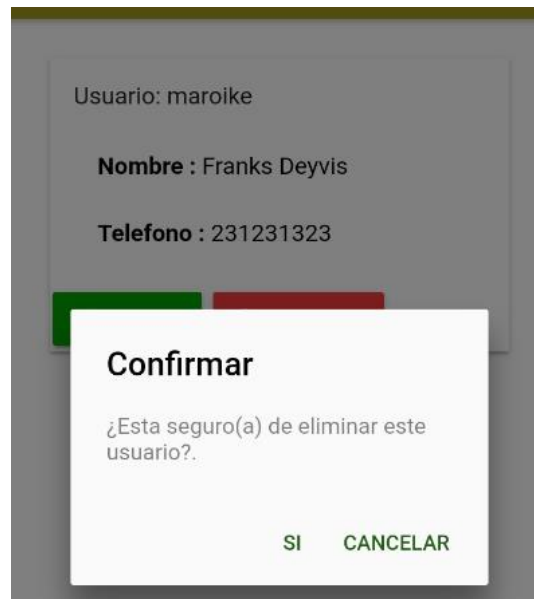 Usuario: maroike
Nombre : Franks Deyvis
Telefono : 231231323
Confirmar
¿Esta seguro(a) de eliminar este
usuario?.
SI CANCELAR